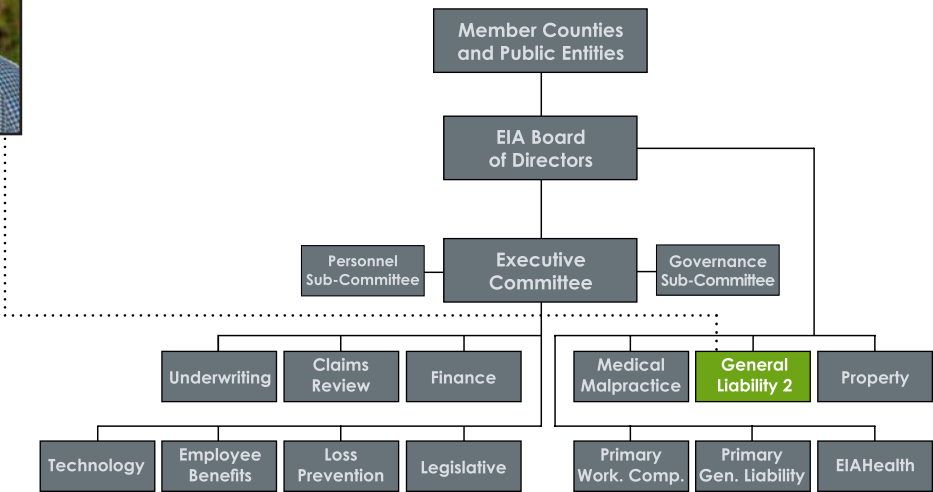 Member Counties
and Public Entities
EIA Board
of Directors
Personnel
Sub-Committee
Executive
Committee
Governance
Sub-Committee
Underwriting
Claims
Review
Finance
Medical
Malpractice
General
Liability 2
Property
Technology
Employee
Benefits
Loss
Prevention
Legislative
Primary
Work. Comp.
Primary
Gen. Liability
EIAHealth